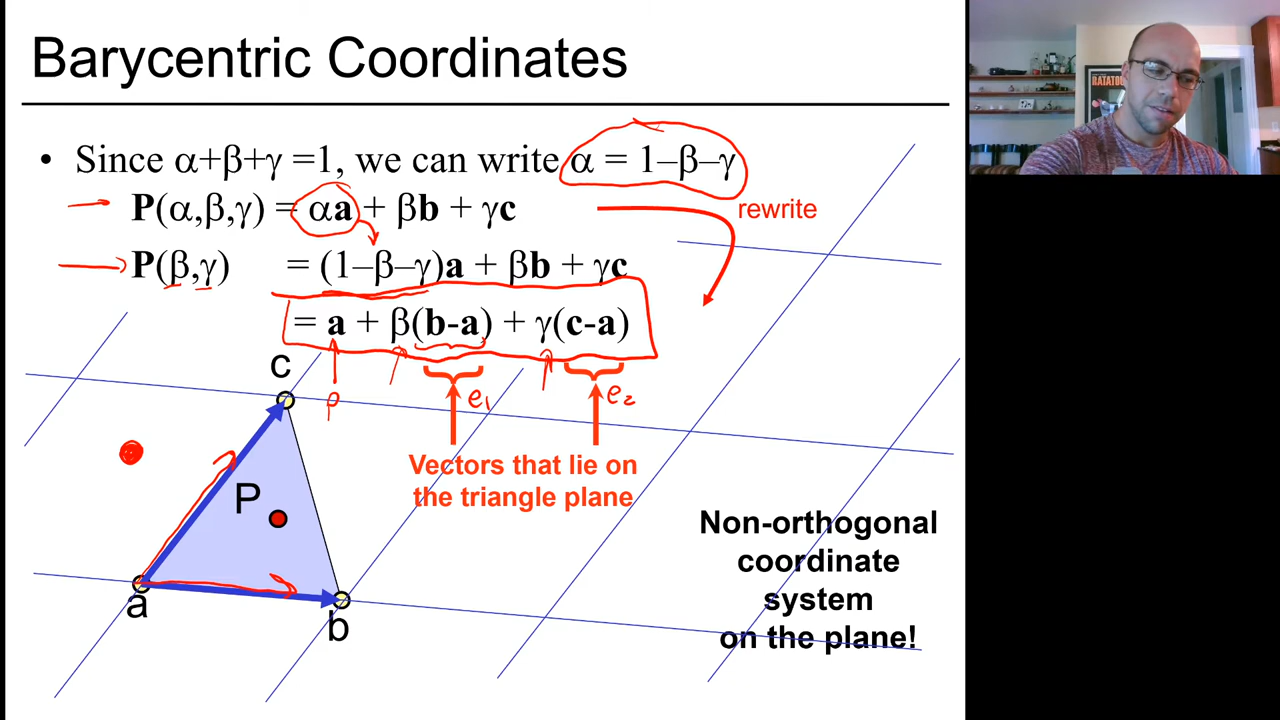 Barycentric Coordinates
• Since α+β+γ =1, we can write α = 1–β–γ
P(α,β,γ) = αa + βb + γc
rewrite
P(β,γ) = (1–β–γ)a + βb + γc
= a + β(b-a) + γ(c-a)
c
P
e1
e2
Vectors that lie on
the triangle plane
P
a
b
Non-orthogonal
coordinate
system
on the plane!